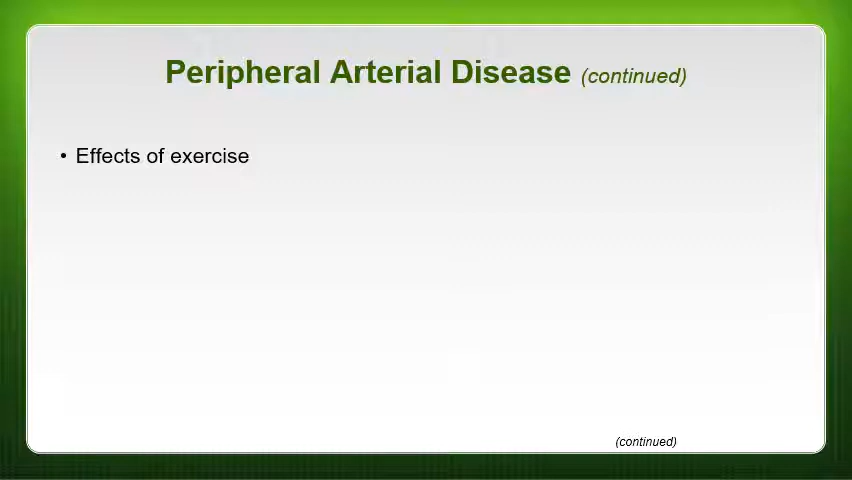 Peripheral Arterial Disease (continued)
• Effects of exercise
(continued)